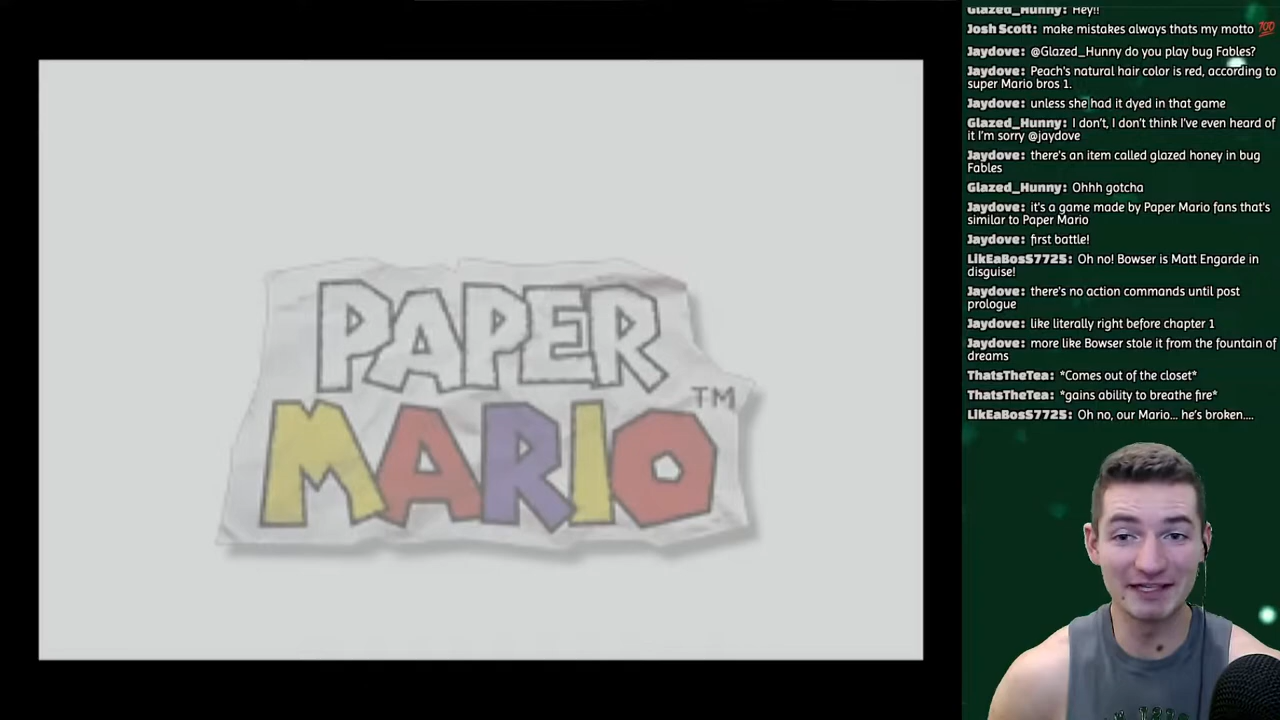 PAPER
MARIO
TM
Glazed_Hunny: Hey!!
Josh Scott: make mistakes always thats my motto 💯
Jaydove: @Glazed_Hunny do you play bug Fables?
Jaydove: Peach's natural hair color is red, according to
super Mario bros 1.
Jaydove: unless she had it dyed in that game
Glazed_Hunny: I don't, I don't think I've even heard of
it I'm sorry @jaydove
Jaydove: there's an item called glazed honey in bug
Fables
Glazed_Hunny: Ohhh gotcha
Jaydove: it's a game made by Paper Mario fans that's
similar to Paper Mario
Jaydove: first battle!
LikEaBosS7725: Oh no! Bowser is Matt Engarde in
disguise!
Jaydove: there's no action commands until post
prologue
Jaydove: like literally right before chapter 1
Jaydove: more like Bowser stole it from the fountain of
dreams
ThatsTheTea: *Comes out of the closet*
ThatsTheTea: *gains ability to breathe fire*
LikEaBosS7725: Oh no, our Mario... he's broken....